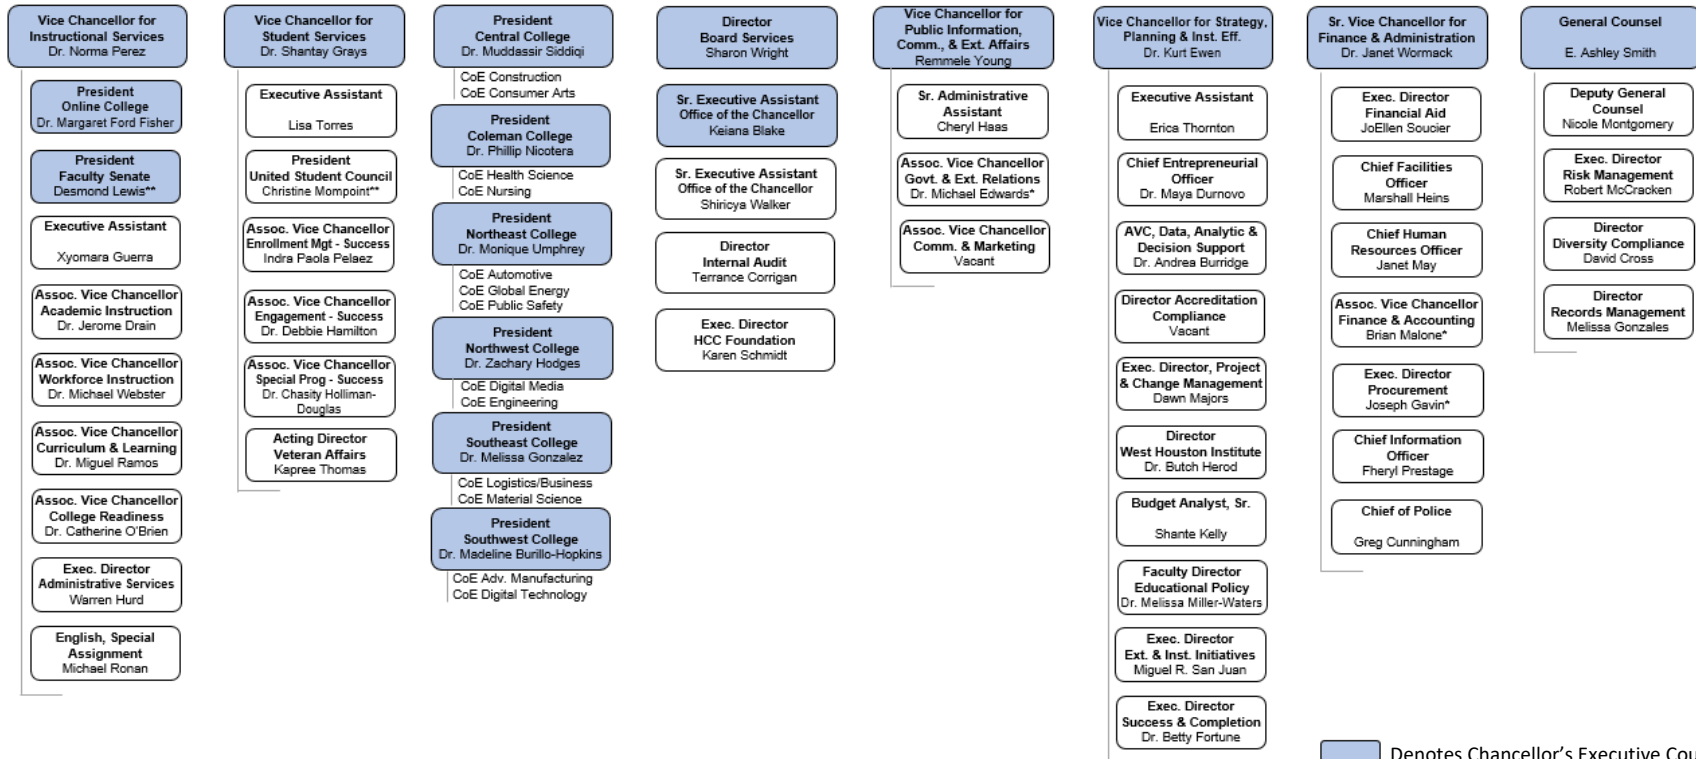 Vice Chancellor for
Instructional Services
Dr. Norma Perez
President
Online College
Dr. Margaret Ford Fisher
President
Faculty Senate
Desmond Lewis**
Executive Assistant
Xyomara Guerra
Assoc. Vice Chancellor
Academic Instruction
Dr. Jerome Drain
Assoc. Vice Chancellor
Workforce Instruction
Dr. Michael Webster
Assoc. Vice Chancellor
Curriculum & Learning
Dr. Miguel Ramos
Assoc. Vice Chancellor
College Readiness
Dr. Catherine O'Brien
Exec. Director
Administrative Services
Warren Hurd
English, Special
Assignment
Michael Ronan
Vice Chancellor for
Student Services
Dr. Shantay Grays
Executive Assistant
Lisa Torres
President
United Student Council
Christine Mompoint**
Assoc. Vice Chancellor
Enrollment Mgt - Success
Indra Paola Pelaez
Assoc. Vice Chancellor
Engagement - Success
Dr. Debbie Hamilton
Assoc. Vice Chancellor
Special Prog - Success
Dr. Chasity Holliman-
Douglas
Acting Director
Veteran Affairs
Kapree Thomas
President
Central College
Dr. Muddassir Siddiqi
CoE Construction
CoE Consumer Arts
President
Coleman College
Dr. Phillip Nicotera
CoE Health Science
CoE Nursing
President
Northeast College
Dr. Monique Umphrey
CoE Automotive
CoE Global Energy
CoE Public Safety
President
Northwest College
Dr. Zachary Hodges
CoE Digital Media
CoE Engineering
President
Southeast College
Dr. Melissa Gonzalez
CoE Logistics/Business
CoE Material Science
President
Southwest College
Dr. Madeline Burillo-Hopkins
CoE Adv. Manufacturing
CoE Digital Technology
Director
Board Services
Sharon Wright
Sr. Executive Assistant
Office of the Chancellor
Keiana Blake
Sr. Executive Assistant
Office of the Chancellor
Shiricya Walker
Director
Internal Audit
Terrance Corrigan
Exec. Director
HCC Foundation
Karen Schmidt
Vice Chancellor for
Public Information,
Comm., & Ext. Affairs
Remmele Young
Sr. Administrative
Assistant
Cheryl Haas
Assoc. Vice Chancellor
Govt. & Ext. Relations
Dr. Michael Edwards*
Assoc. Vice Chancellor
Comm. & Marketing
Vacant
Vice Chancellor for Strategy,
Planning & Inst. Eff.
Dr. Kurt Ewen
Executive Assistant
Erica Thornton
Chief Entrepreneurial
Officer
Dr. Maya Durnovo
AVC, Data, Analytic &
Decision Support
Dr. Andrea Burridge
Director Accreditation
Compliance
Vacant
Exec. Director, Project
& Change Management
Dawn Majors
Director
West Houston Institute
Dr. Butch Herod
Budget Analyst, Sr.
Shante Kelly
Faculty Director
Educational Policy
Dr. Melissa Miller-Waters
Exec. Director
Ext. & Inst. Initiatives
Miguel R. San Juan
Exec. Director
Success & Completion
Dr. Betty Fortune
Sr. Vice Chancellor for
Finance & Administration
Dr. Janet Wormack
Exec. Director
Financial Aid
JoEllen Soucier
Chief Facilities
Officer
Marshall Heins
Chief Human
Resources Officer
Janet May
Assoc. Vice Chancellor
Finance & Accounting
Brian Malone*
Exec. Director
Procurement
Joseph Gavin*
Chief Information
Officer
Fheryl Prestage
Chief of Police
Greg Cunningham
General Counsel
E. Ashley Smith
Deputy General
Counsel
Nicole Montgomery
Exec. Director
Risk Management
Robert McCracken
Director
Diversity Compliance
David Cross
Director
Records Management
Melissa Gonzales
Denotes Chancellor's Executive